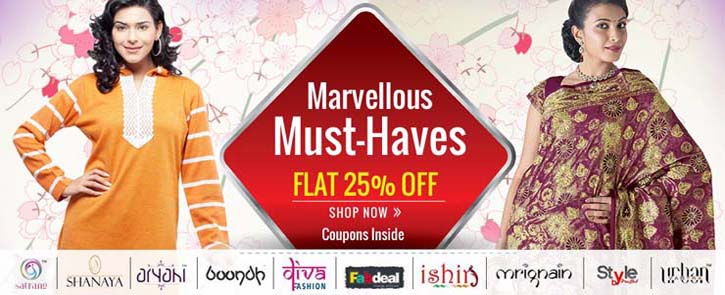 Marvellous
Must-Haves
FLAT 25% OFF
SHOP NOW »
Coupons Inside
satrang SHANAYA boondh diva FASHION Fabdeal ishin mrignain Style urban